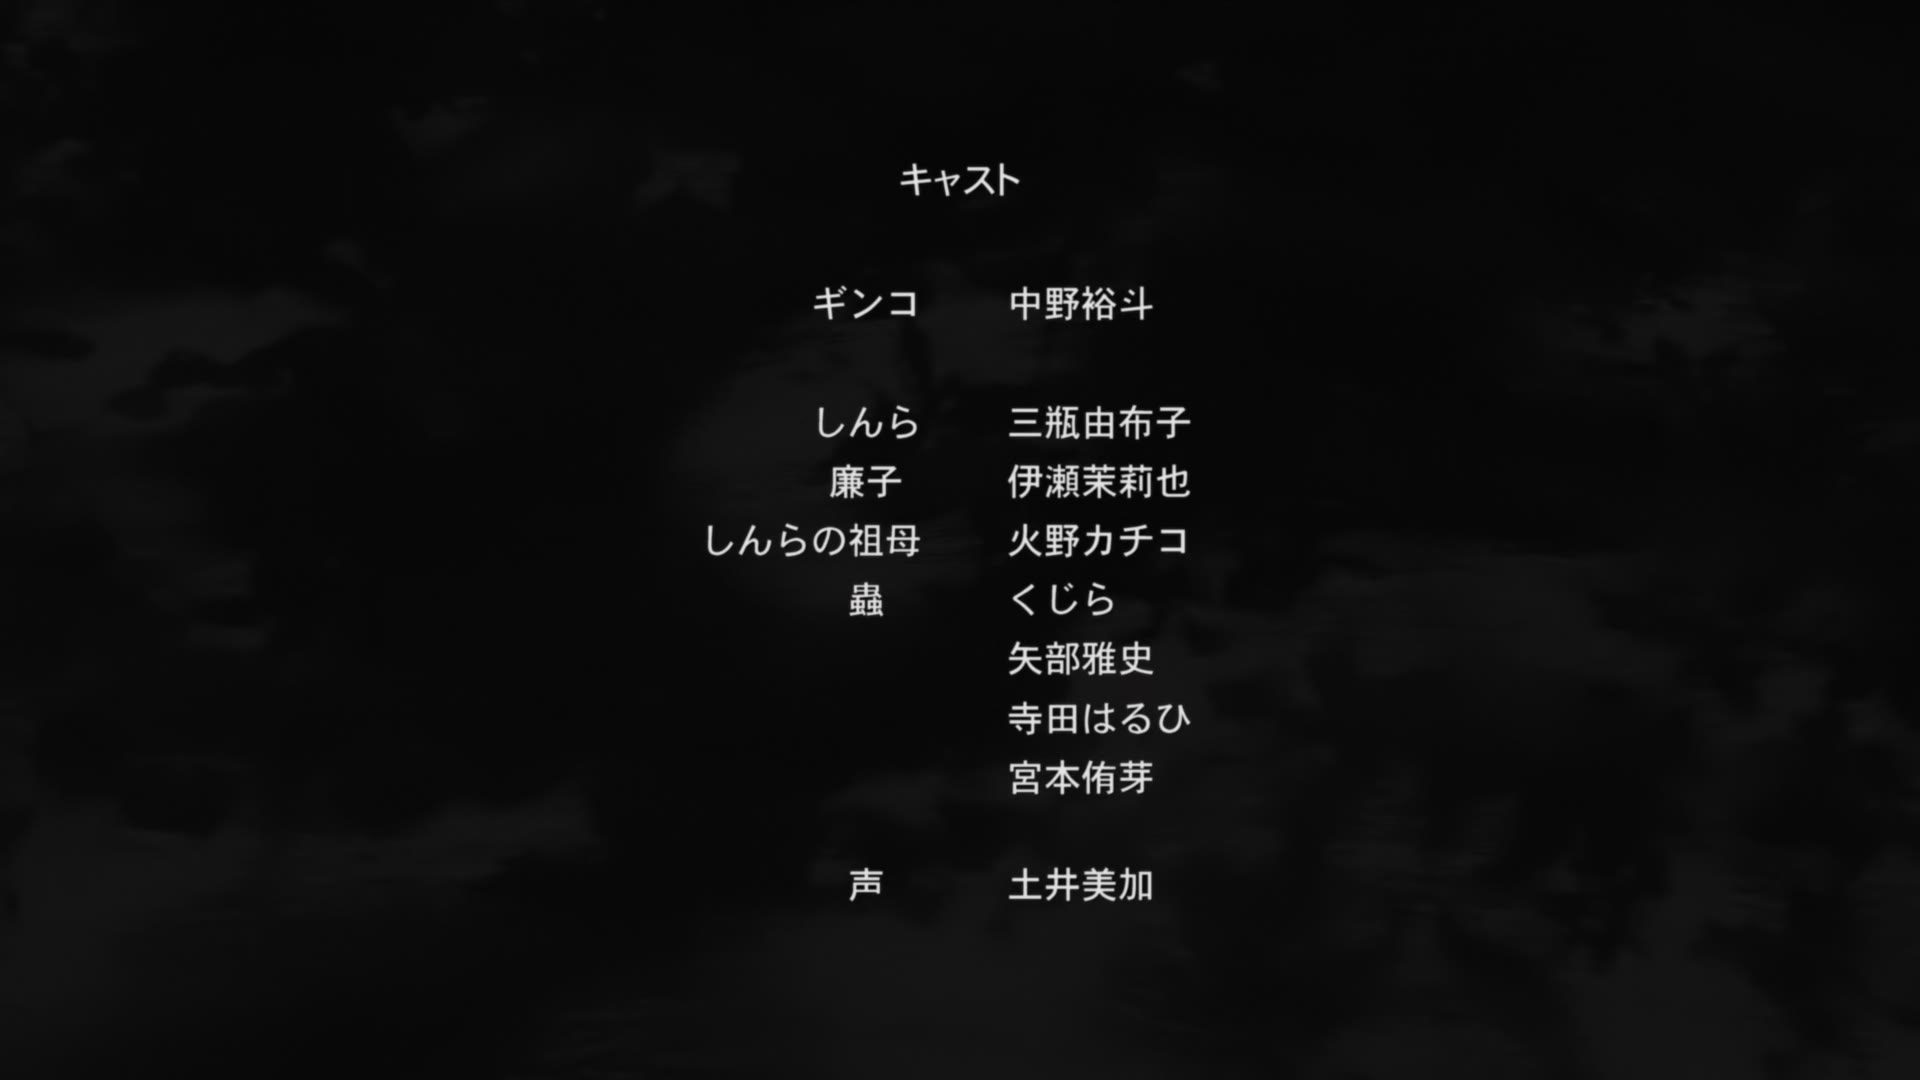 キャスト
ギンコ 中野裕斗
しんら 三瓶由布子
廉子 伊瀬茉莉也
しんらの祖母 火野カチコ
蟲 くじら
矢部雅史
寺田はるひ
宮本侑芽
声 土井美加